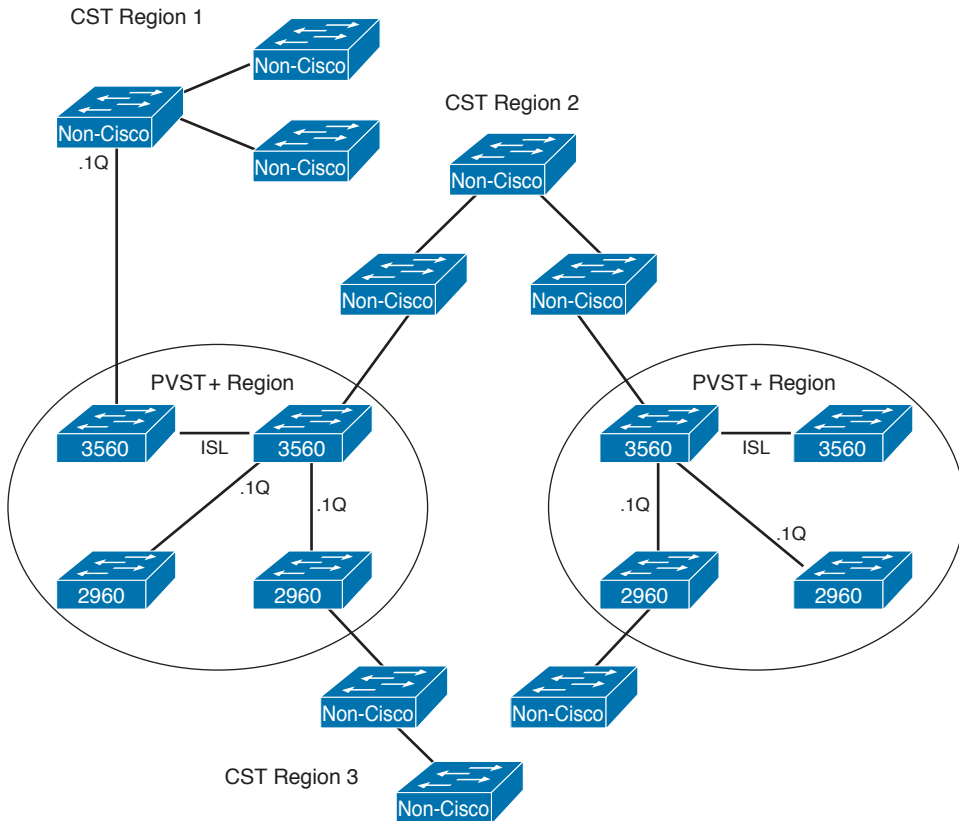 CST Region 1
Non-Cisco
Non-Cisco
.1Q
Non-Cisco
CST Region 2
Non-Cisco
Non-Cisco
Non-Cisco
PVST+ Region
PVST+ Region
3560
ISL
3560
3560
ISL
3560
.1Q
.1Q
.1Q
.1Q
2960
2960
2960
2960
Non-Cisco
Non-Cisco
CST Region 3
Non-Cisco